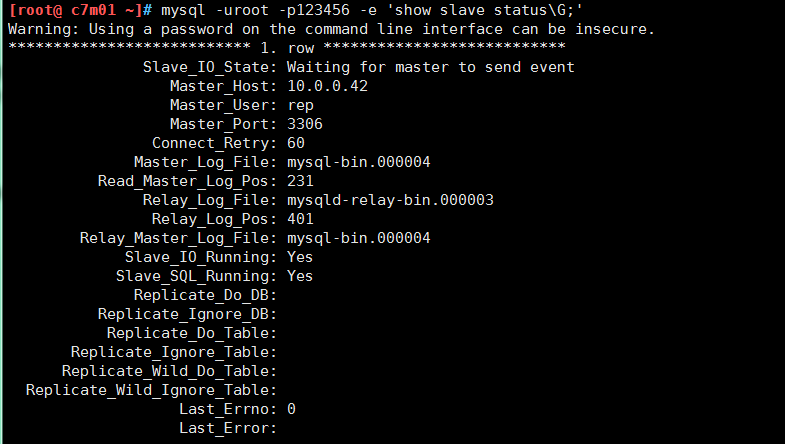 [root@ c7m01 ~]# mysql -uroot -p123456 -e 'show slave status\G;'
Warning: Using a password on the command line interface can be insecure.
*************************** 1. row ***************************
Slave_IO_State: Waiting for master to send event
Master_Host: 10.0.0.42
Master_User: rep
Master_Port: 3306
Connect_Retry: 60
Master_Log_File: mysql-bin.000004
Read_Master_Log_Pos: 231
Relay_Log_File: mysqld-relay-bin.000003
Relay_Log_Pos: 401
Relay_Master_Log_File: mysql-bin.000004
Slave_IO_Running: Yes
Slave_SQL_Running: Yes
Replicate_Do_DB:
Replicate_Ignore_DB:
Replicate_Do_Table:
Replicate_Ignore_Table:
Replicate_Wild_Do_Table:
Replicate_Wild_Ignore_Table:
Last_Errno: 0
Last_Error: